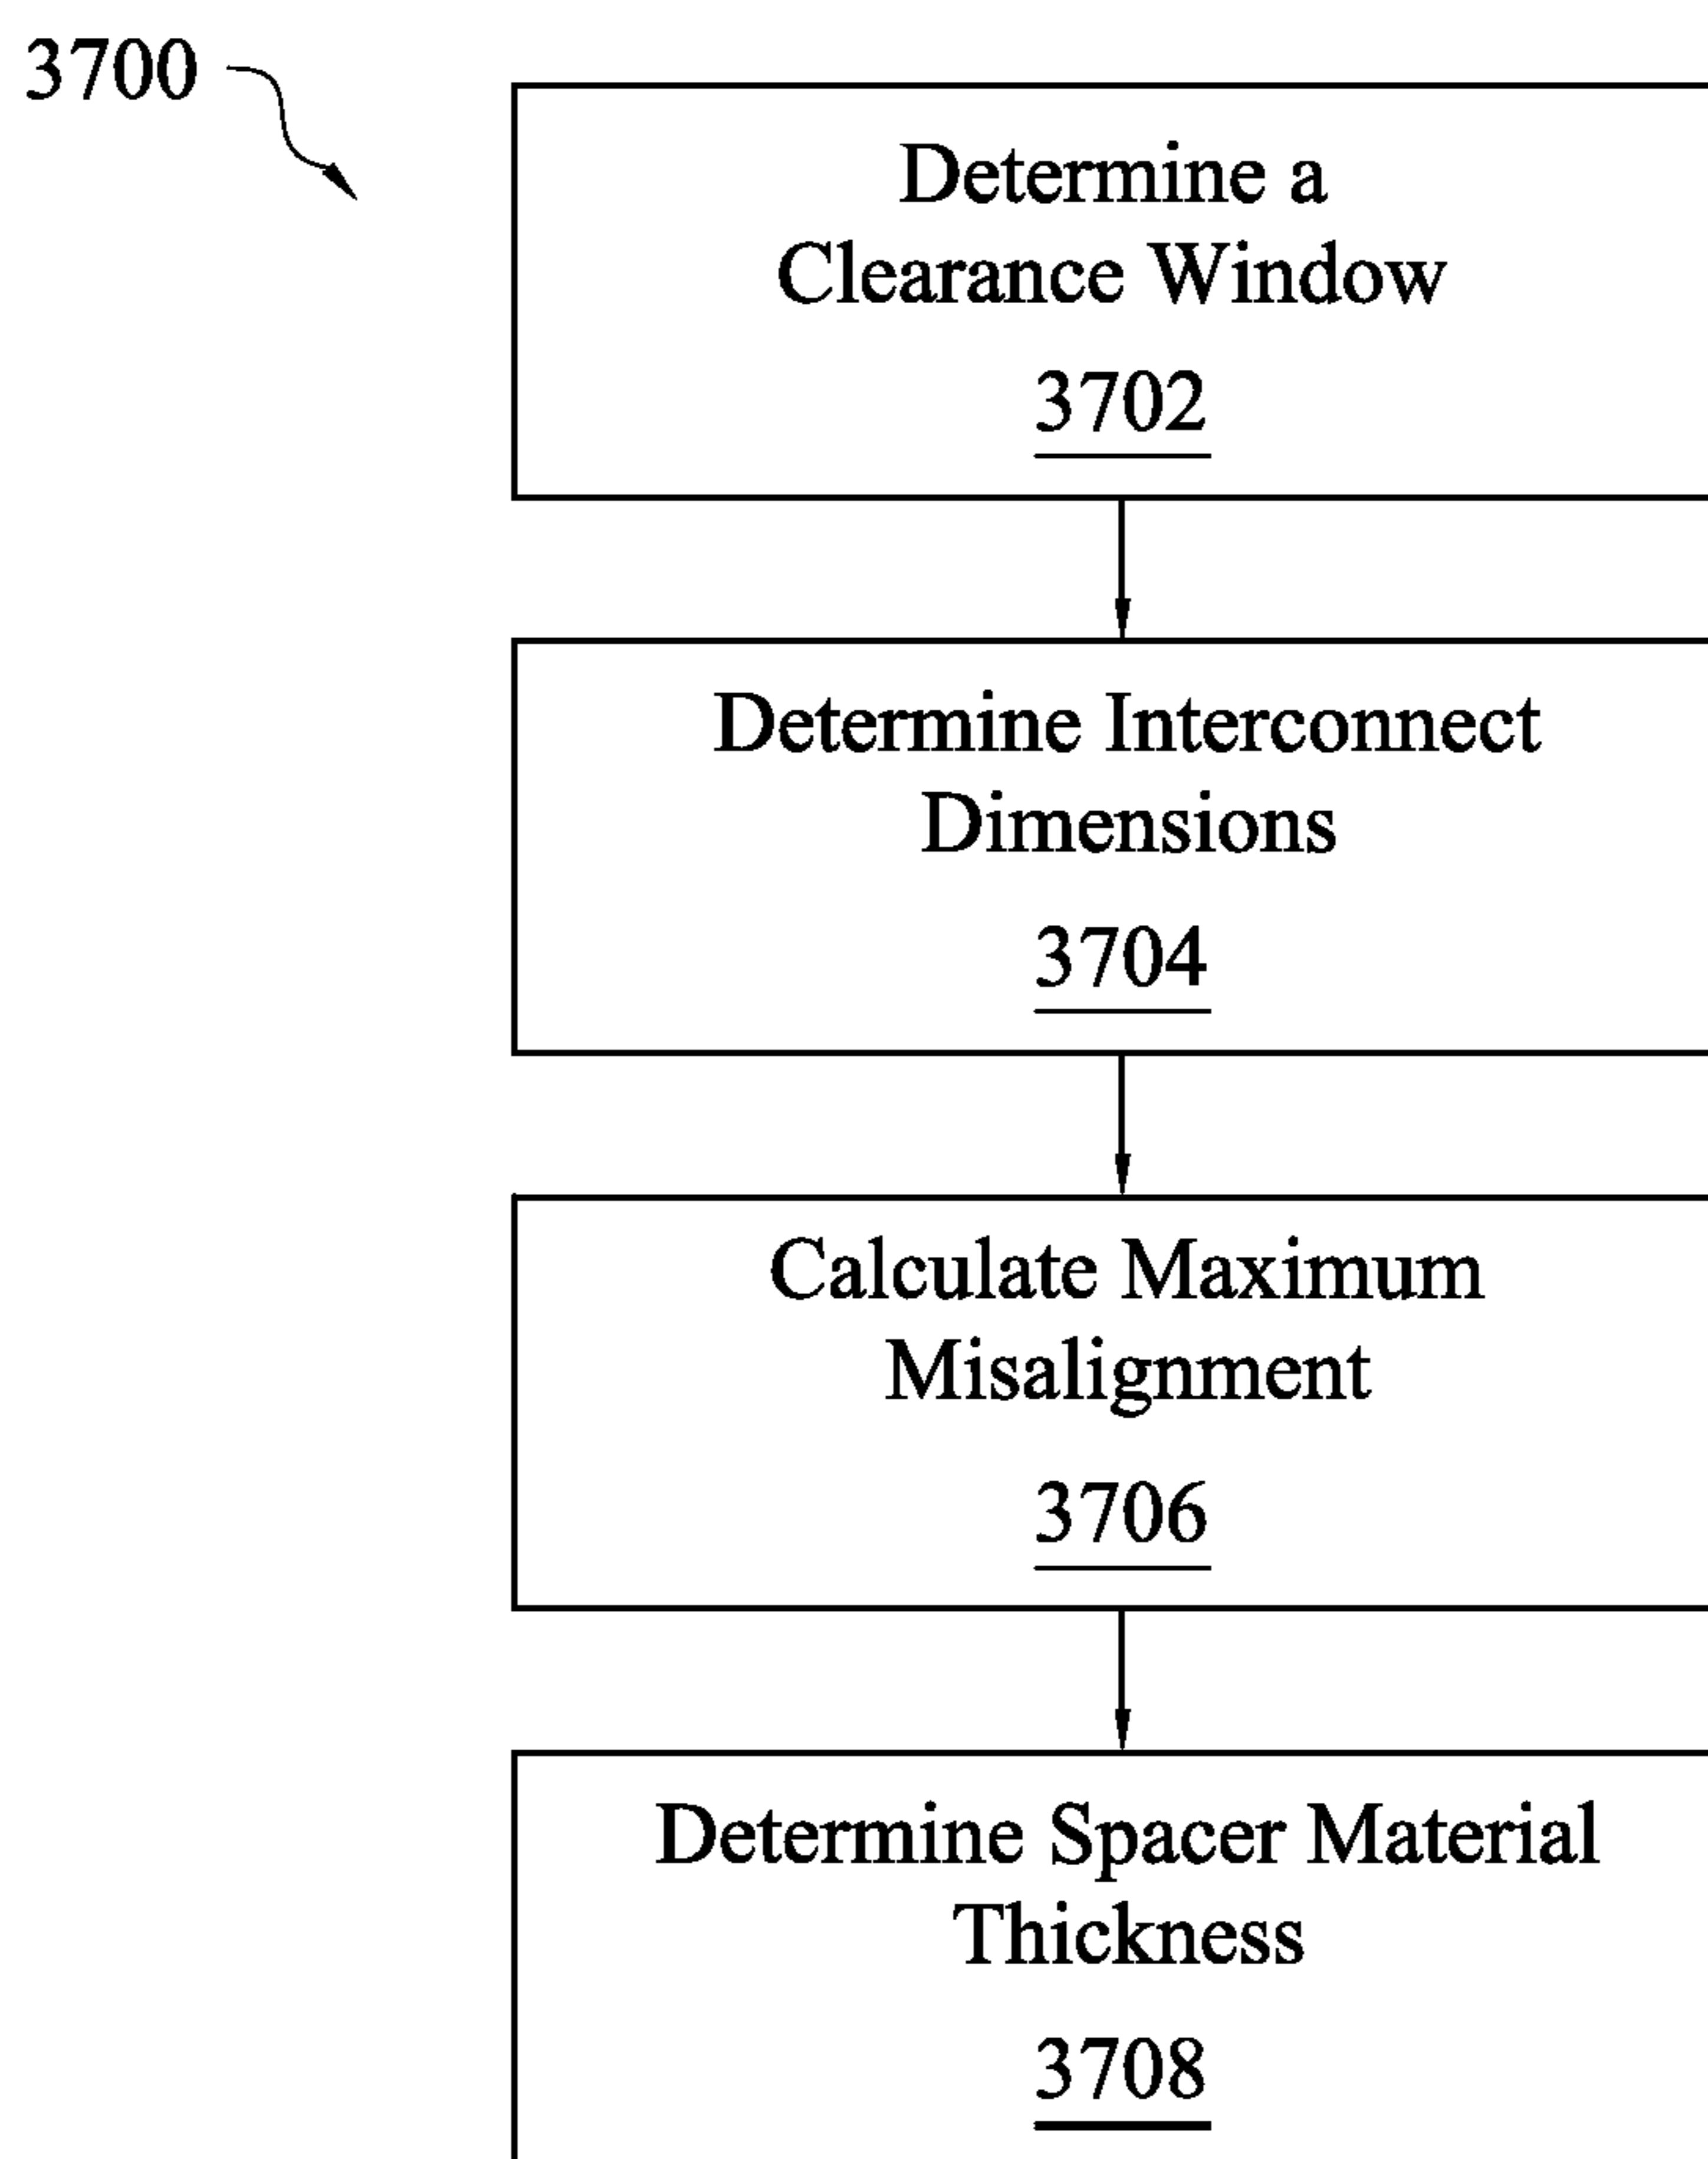 3700
Determine a
Clearance Window
3702
Determine Interconnect
Dimensions
3704
Calculate Maximum
Misalignment
3706
Determine Spacer Material
Thickness
3708